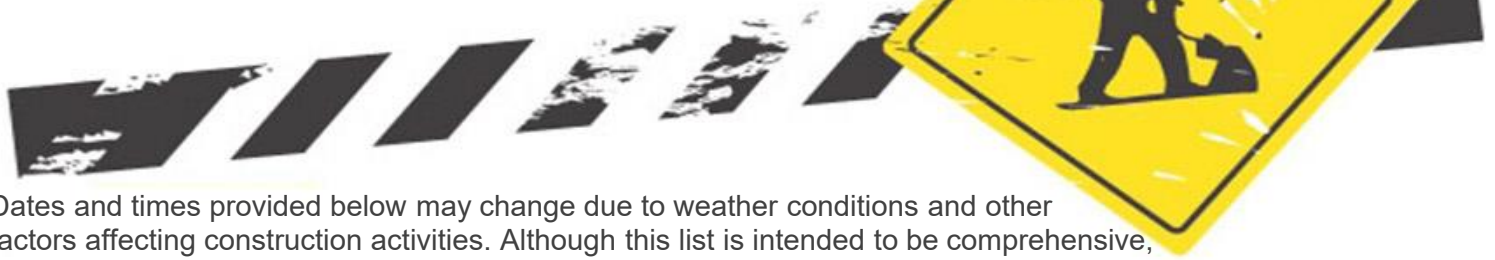 Dates and times provided below may change due to weather conditions and other
actors affecting construction activities. Although this list is intended to be comprehensive,